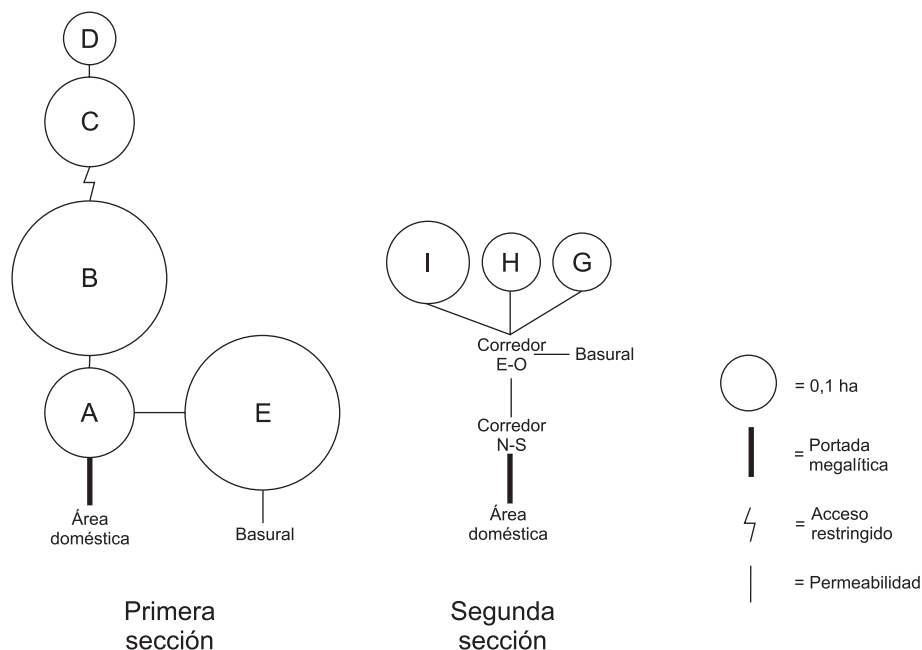 D
C
B
A
E
Área
doméstica
Basural
Primera
sección
I
H
G
Corredor
E-O
Basural
Corredor
N-S
Área
doméstica
Segunda
sección
= 0,1 ha
= Portada
megalítica
= Acceso
restringido
= Permeabilidad